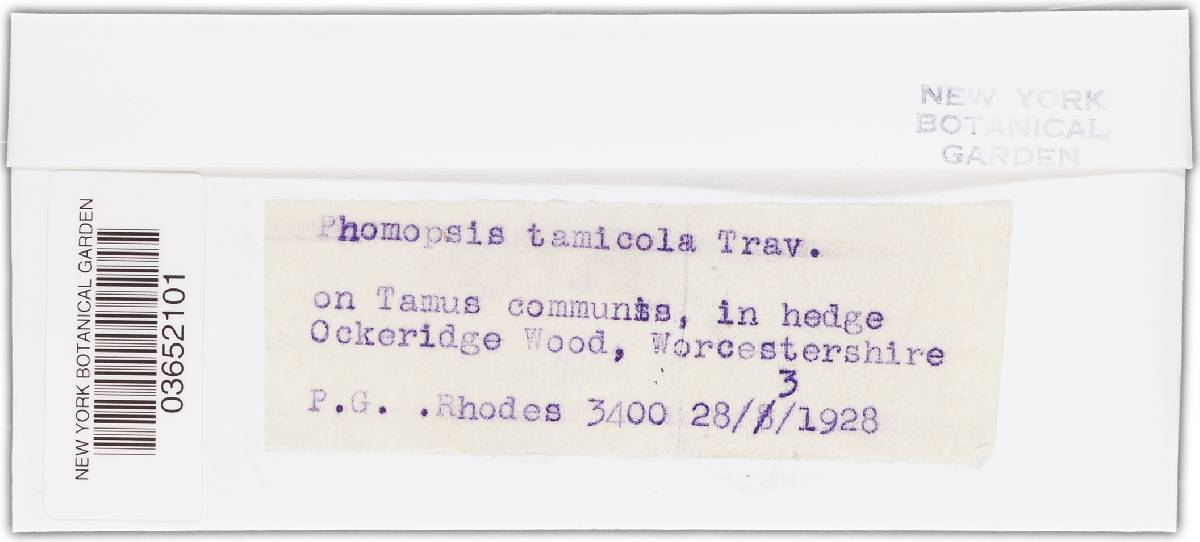 NEW YORK
BOTANICAL
GARDEN
NEW YORK BOTANICAL GARDEN
03652101
Phomopsis tamicola Trav.
on Tamus communis, in hedge
Ockeridge Wood, Worcestershire
P.G. .Rhodes 3400 28/3/1928